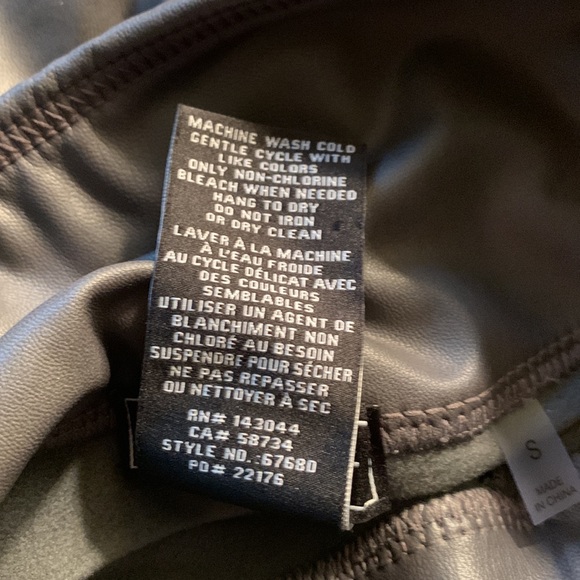 MACHINE WASH COLD
GENTLE CYCLE WITH
LIKE COLORS
ONLY NON-CHLORINE
BLEACH WHEN NEEDED
HANG TO DRY
DO NOT IRON
OR DRY CLEAN
LAVER À LA MACHINE
À L'EAU FROIDE
AU CYCLE DÉLICAT AVEC
DES COULEURS
SEMBLABLES
UTILISER UN AGENT DE
BLANCHIMENT NON
CHLORÉ AU BESOIN
SUSPENDRE POUR SÉCHER
NE PAS REPASSER
OU NETTOYER À SEC
RN# 143044
CA# 58734
STYLE NO.:6768D
PO# 22176
S
MADE
IN CHINA